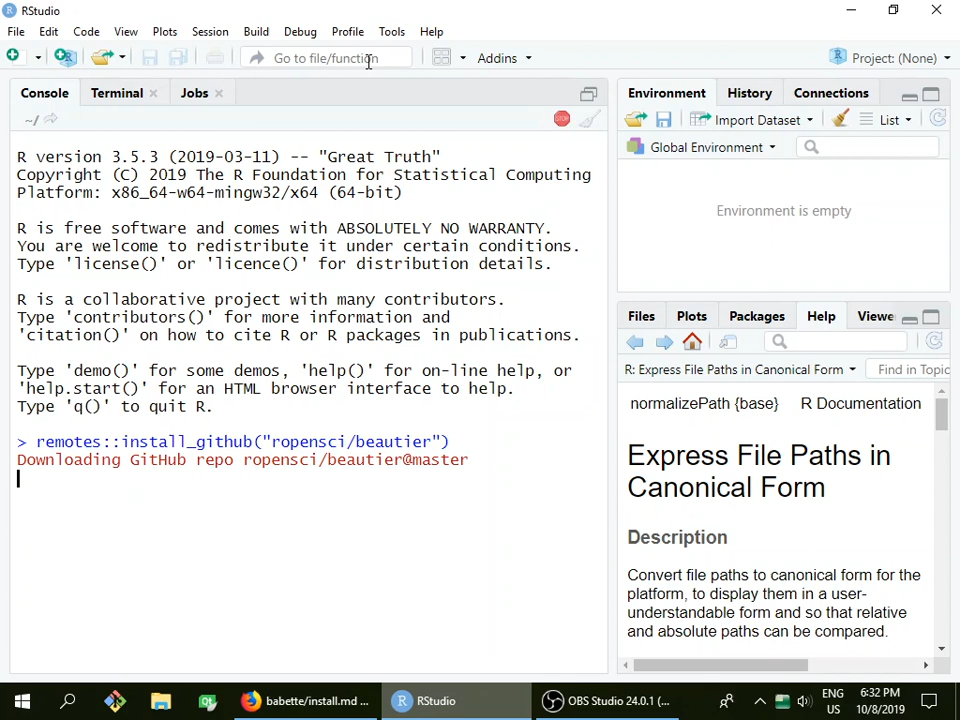 RStudio
File Edit Code View Plots Session Build Debug Profile Tools Help
Go to file/function Addins Project: (None)
Console Terminal Jobs
~/
R version 3.5.3 (2019-03-11) -- "Great Truth"
Copyright (C) 2019 The R Foundation for Statistical Computing
Platform: x86_64-w64-mingw32/x64 (64-bit)
R is free software and comes with ABSOLUTELY NO WARRANTY.
You are welcome to redistribute it under certain conditions.
Type 'license()' or 'licence()' for distribution details.
R is a collaborative project with many contributors.
Type 'contributors()' for more information and
'citation()' on how to cite R or R packages in publications.
Type 'demo()' for some demos, 'help()' for on-line help, or
'help.start()' for an HTML browser interface to help.
Type 'q()' to quit R.
> remotes::install_github("ropensci/beautier")
Downloading GitHub repo ropensci/beautier@master
STOP
Environment History Connections
Import Dataset List
Global Environment
Environment is empty
Files Plots Packages Help Viewe
R: Express File Paths in Canonical Form Find in Topic
normalizePath {base} R Documentation
Express File Paths in
Canonical Form
Description
Convert file paths to canonical form for the
platform, to display them in a user-
understandable form and so that relative
and absolute paths can be compared.
babette/install.md ... RStudio OBS Studio 24.0.1 (...
ENG
US
6:32 PM
10/8/2019